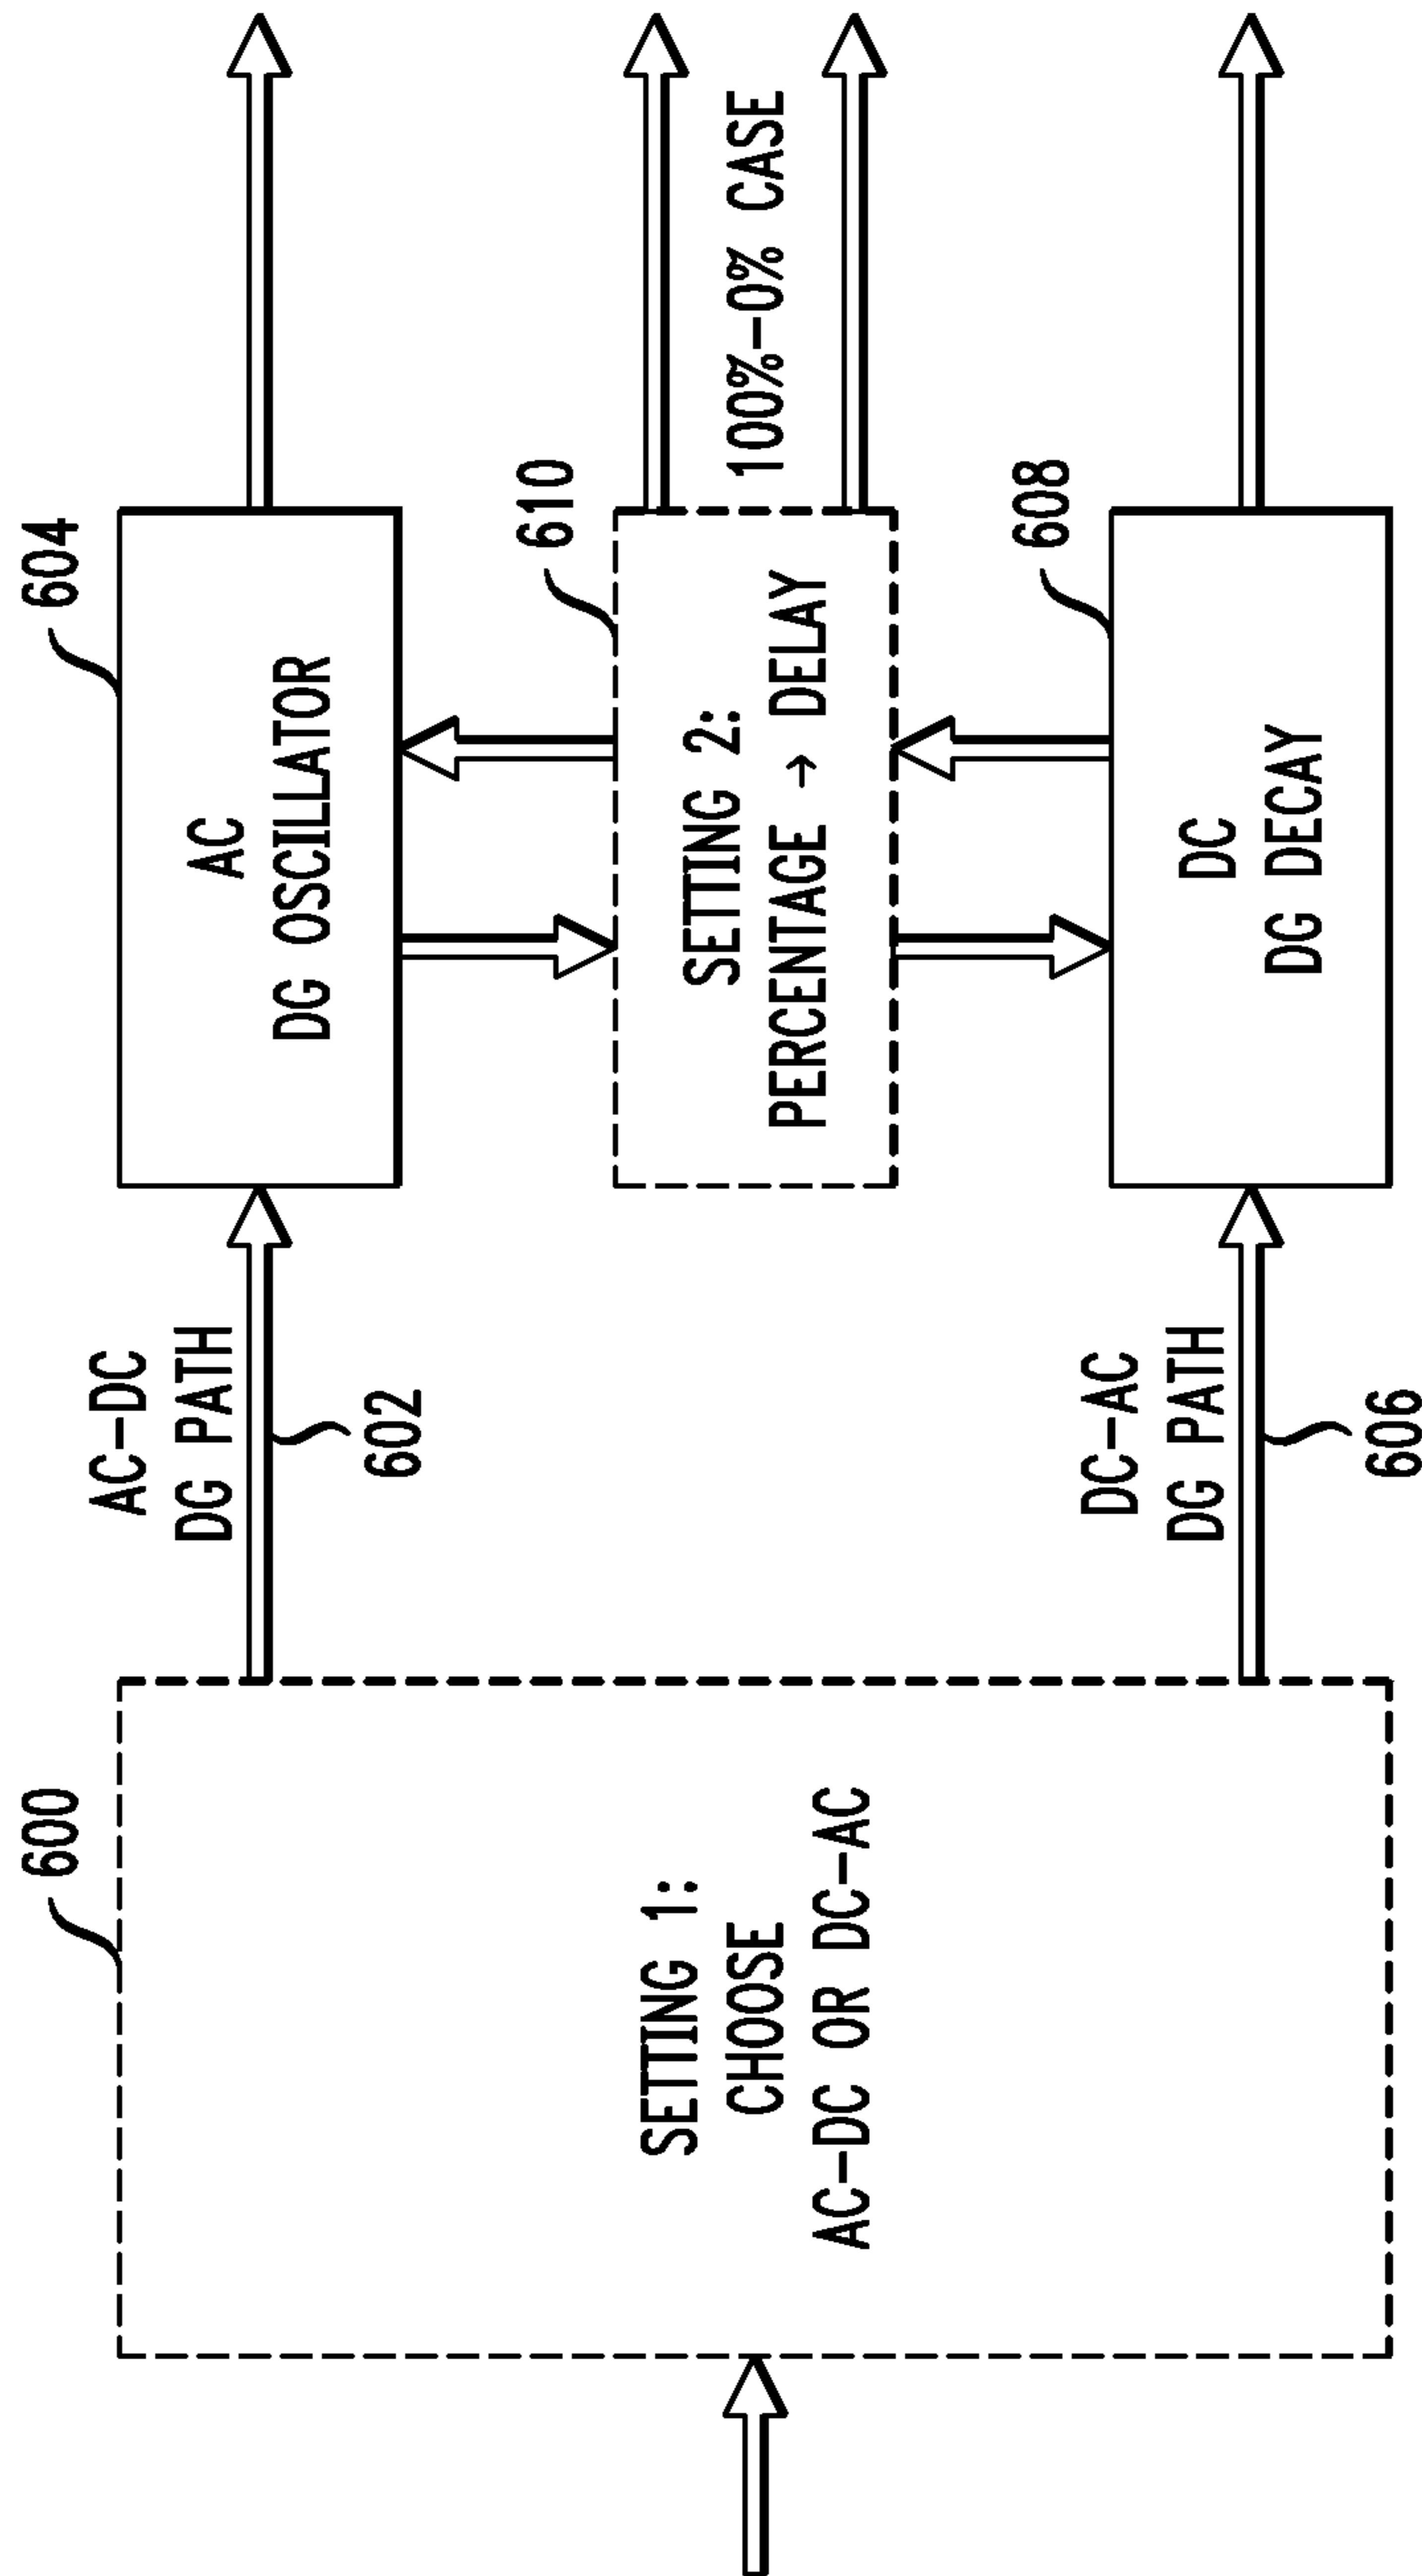 600
SETTING 1:
CHOOSE
AC-DC OR DC-AC
AC-DC
DG PATH
602
DC-AC
DG PATH
606
604
AC
DG OSCILLATOR
610
SETTING 2:
PERCENTAGE → DELAY
100%-0% CASE
608
DC
DG DECAY